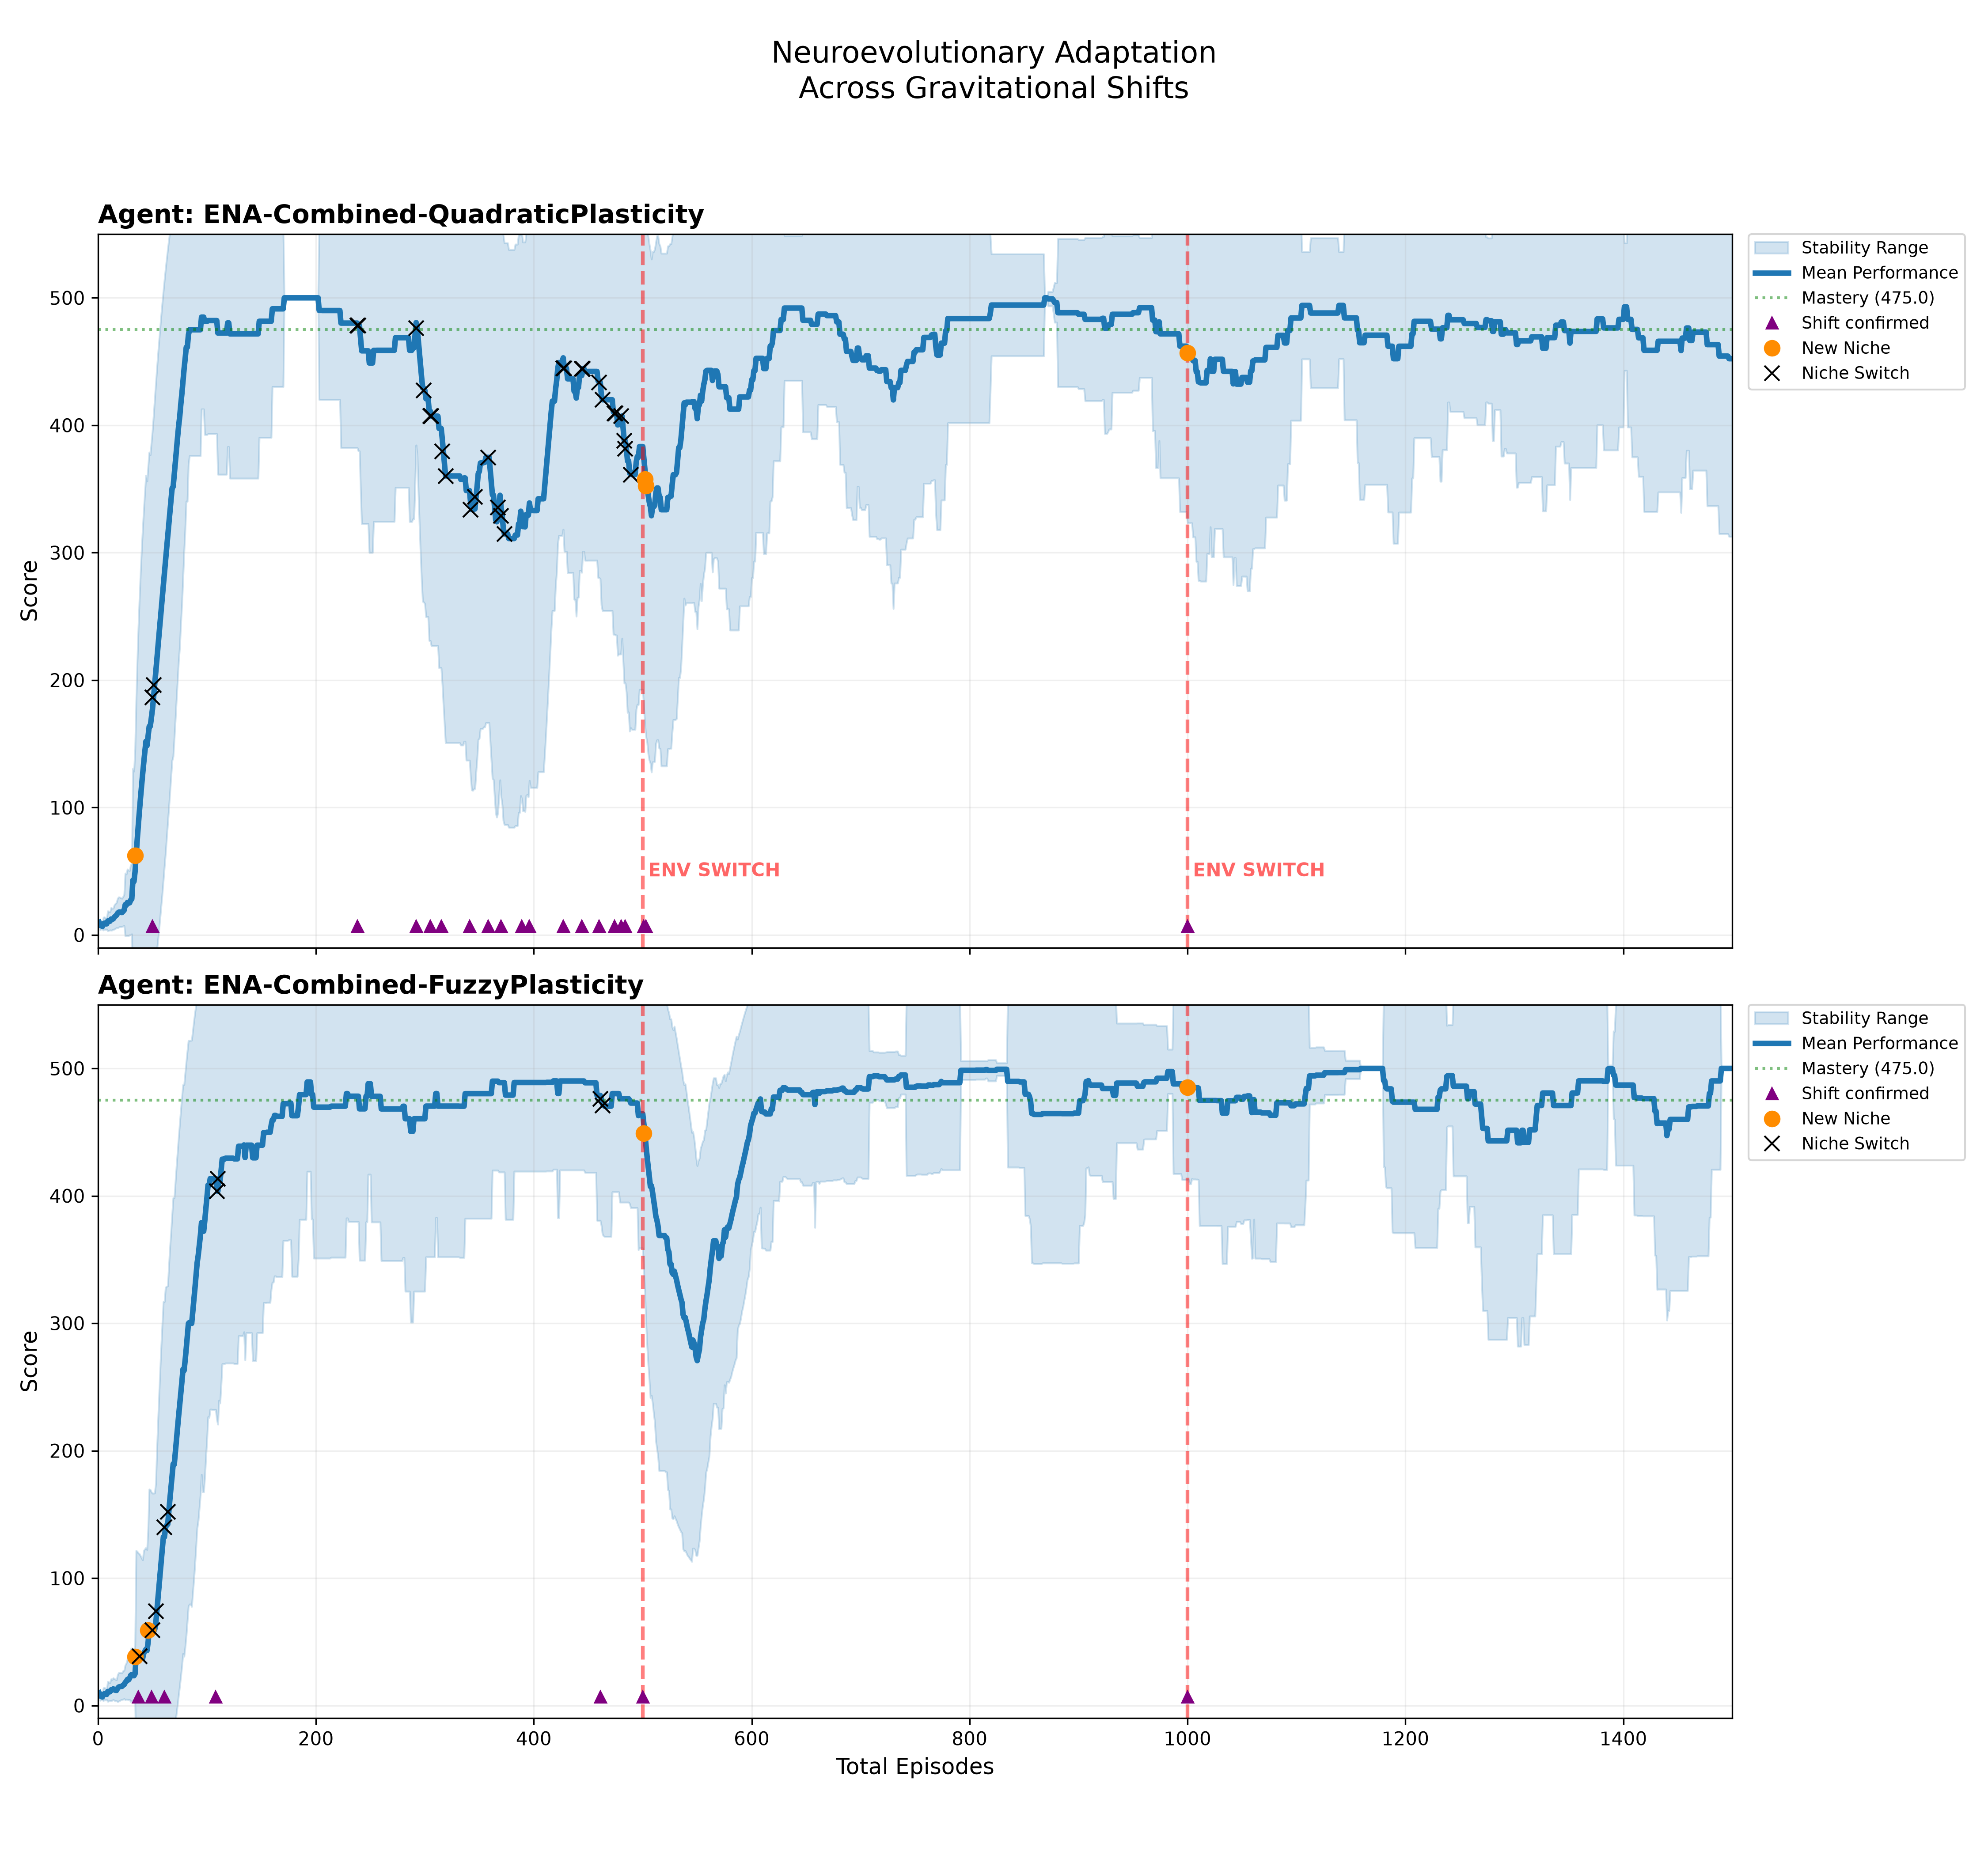 Neuroevolutionary Adaptation
Across Gravitational Shifts
Agent: ENA-Combined-QuadraticPlasticity
500
400
300
200
100
0
Score
ENV SWITCH
ENV SWITCH
Stability Range
Mean Performance
Mastery (475.0)
Shift confirmed
New Niche
Niche Switch
Agent: ENA-Combined-FuzzyPlasticity
500
400
300
200
100
0
Score
Stability Range
Mean Performance
Mastery (475.0)
Shift confirmed
New Niche
Niche Switch
0
200
400
600
800
1000
1200
1400
Total Episodes